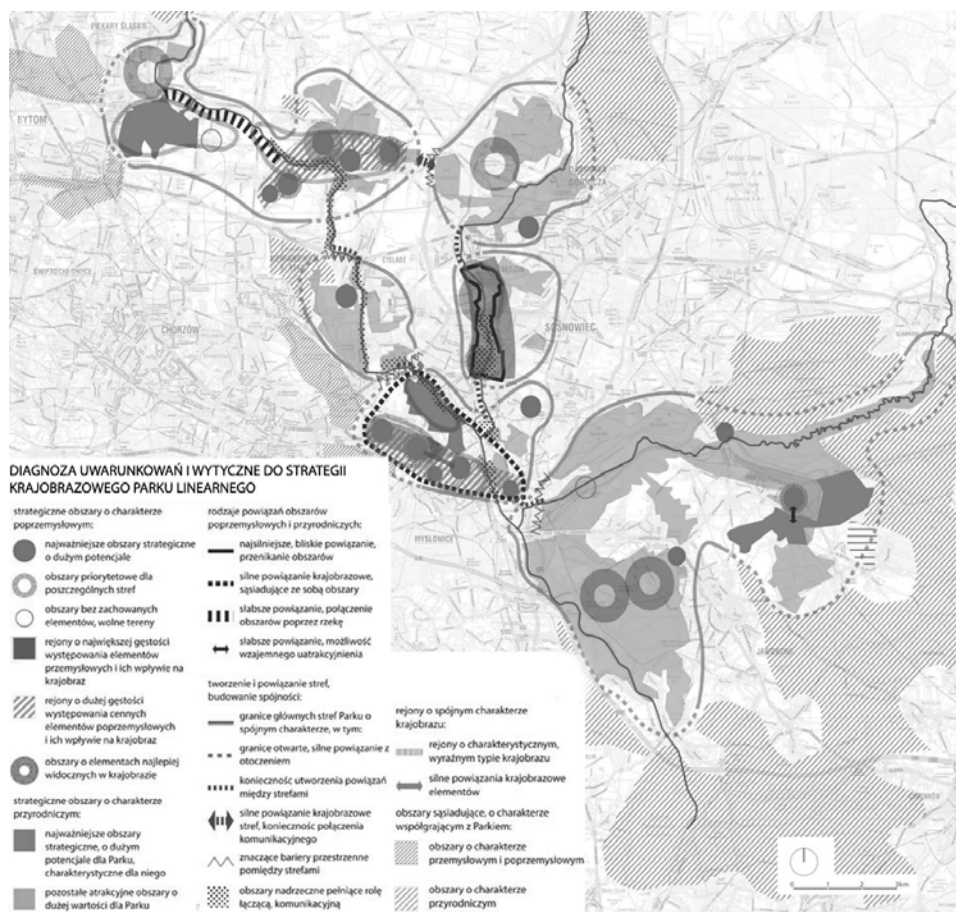 PIEKARY ŚLĄSKIE
BYTOM
CZELADŹ
ŚWIĘTOCHŁOWICE
CHORZÓW
SOSNOWIEC
MYSŁOWICE
JAWORZNO
DIAGNOZA UWARUNKOWAŃ I WYTYCZNE DO STRATEGII
KRAJOBRAZOWEGO PARKU LINEARNEGO
strategiczne obszary o charakterze
poprzemysłowym:
najważniejsze obszary strategiczne
o dużym potencjale
obszary priorytetowe dla
poszczególnych stref
obszary bez zachowanych
elementów, wolne tereny
rejony o największej gęstości
występowania elementów
przemysłowych i ich wpływie na
krajobraz
rejony o dużej gęstości
występowania cennych
elementów poprzemysłowych
i ich wpływie na krajobraz
obszary o elementach najlepiej
widocznych w krajobrazie
strategiczne obszary o charakterze
przyrodniczym:
najważniejsze obszary
strategiczne, o dużym
potencjale dla Parku,
charakterystyczne dla niego
pozostałe atrakcyjne obszary o
dużej wartości dla Parku
rodzaje powiązań obszarów
poprzemysłowych i przyrodniczych:
najsilniejsze, bliskie powiązanie,
przenikanie obszarów
silne powiązanie krajobrazowe,
sąsiadujące ze sobą obszary
słabsze powiązanie, połączenie
obszarów poprzez rzekę
słabsze powiązanie, możliwość
wzajemnego uatrakcyjnienia
tworzenie i powiązanie stref,
budowanie spójności:
granice głównych stref Parku o
spójnym charakterze, w tym:
granice otwarte, silne powiązanie z
otoczeniem
konieczność utworzenia powiązań
między strefami
silne powiązanie krajobrazowe
stref, konieczność połączenia
komunikacyjnego
znaczące bariery przestrzenne
pomiędzy strefami
obszary nadrzeczne pełniące rolę
łączącą, komunikacyjną
rejony o spójnym charakterze
krajobrazu:
rejony o charakterystycznym,
wyraźnym typie krajobrazu
silne powiązania krajobrazowe
elementów
obszary sąsiadujące, o charakterze
współgrającym z Parkiem:
obszary o charakterze
przemysłowym i poprzemysłowym
obszary o charakterze
przyrodniczym
0 3km